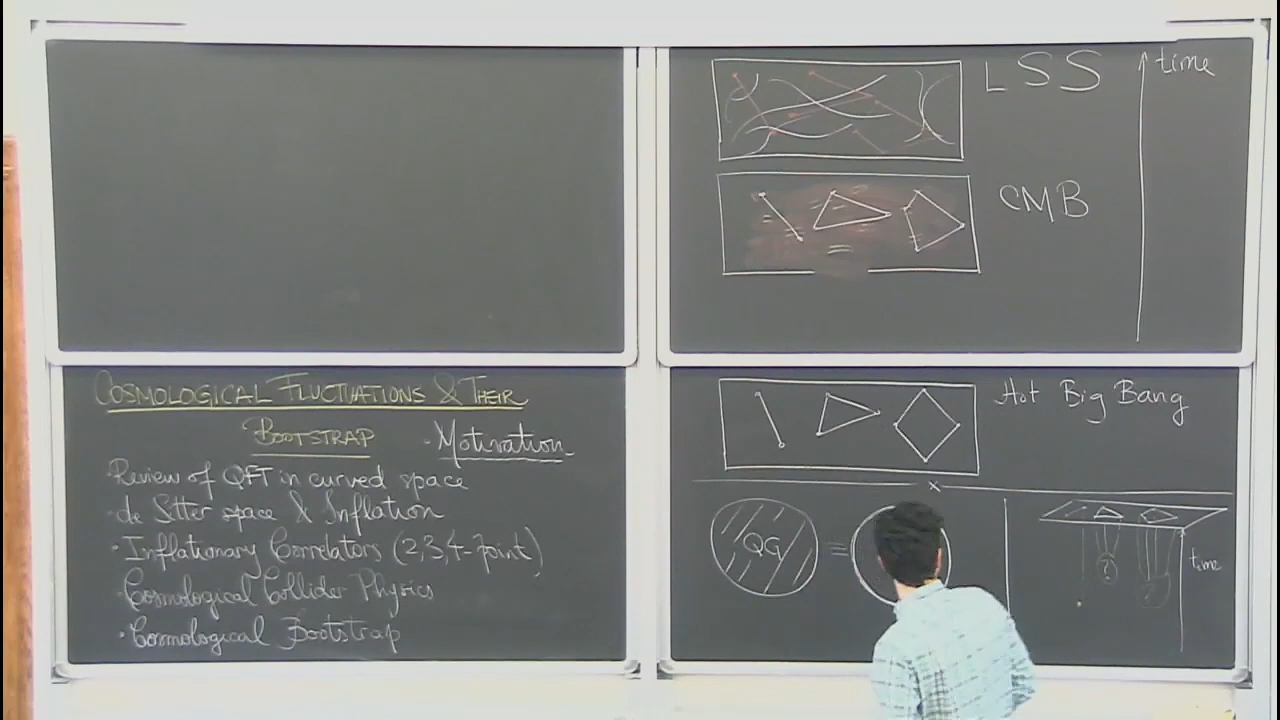 COSMOLOGICAL FLUCTUATIONS & THEIR
BOOTSTRAP · Motivation
· Review of QFT in curved space
· de Sitter space & Inflation
· Inflationary Correlators (2,3,4-point)
· Cosmological Collider Physics
· Cosmological Bootstrap
LSS
time
CMB
Hot Big Bang
x
QG =
?
time